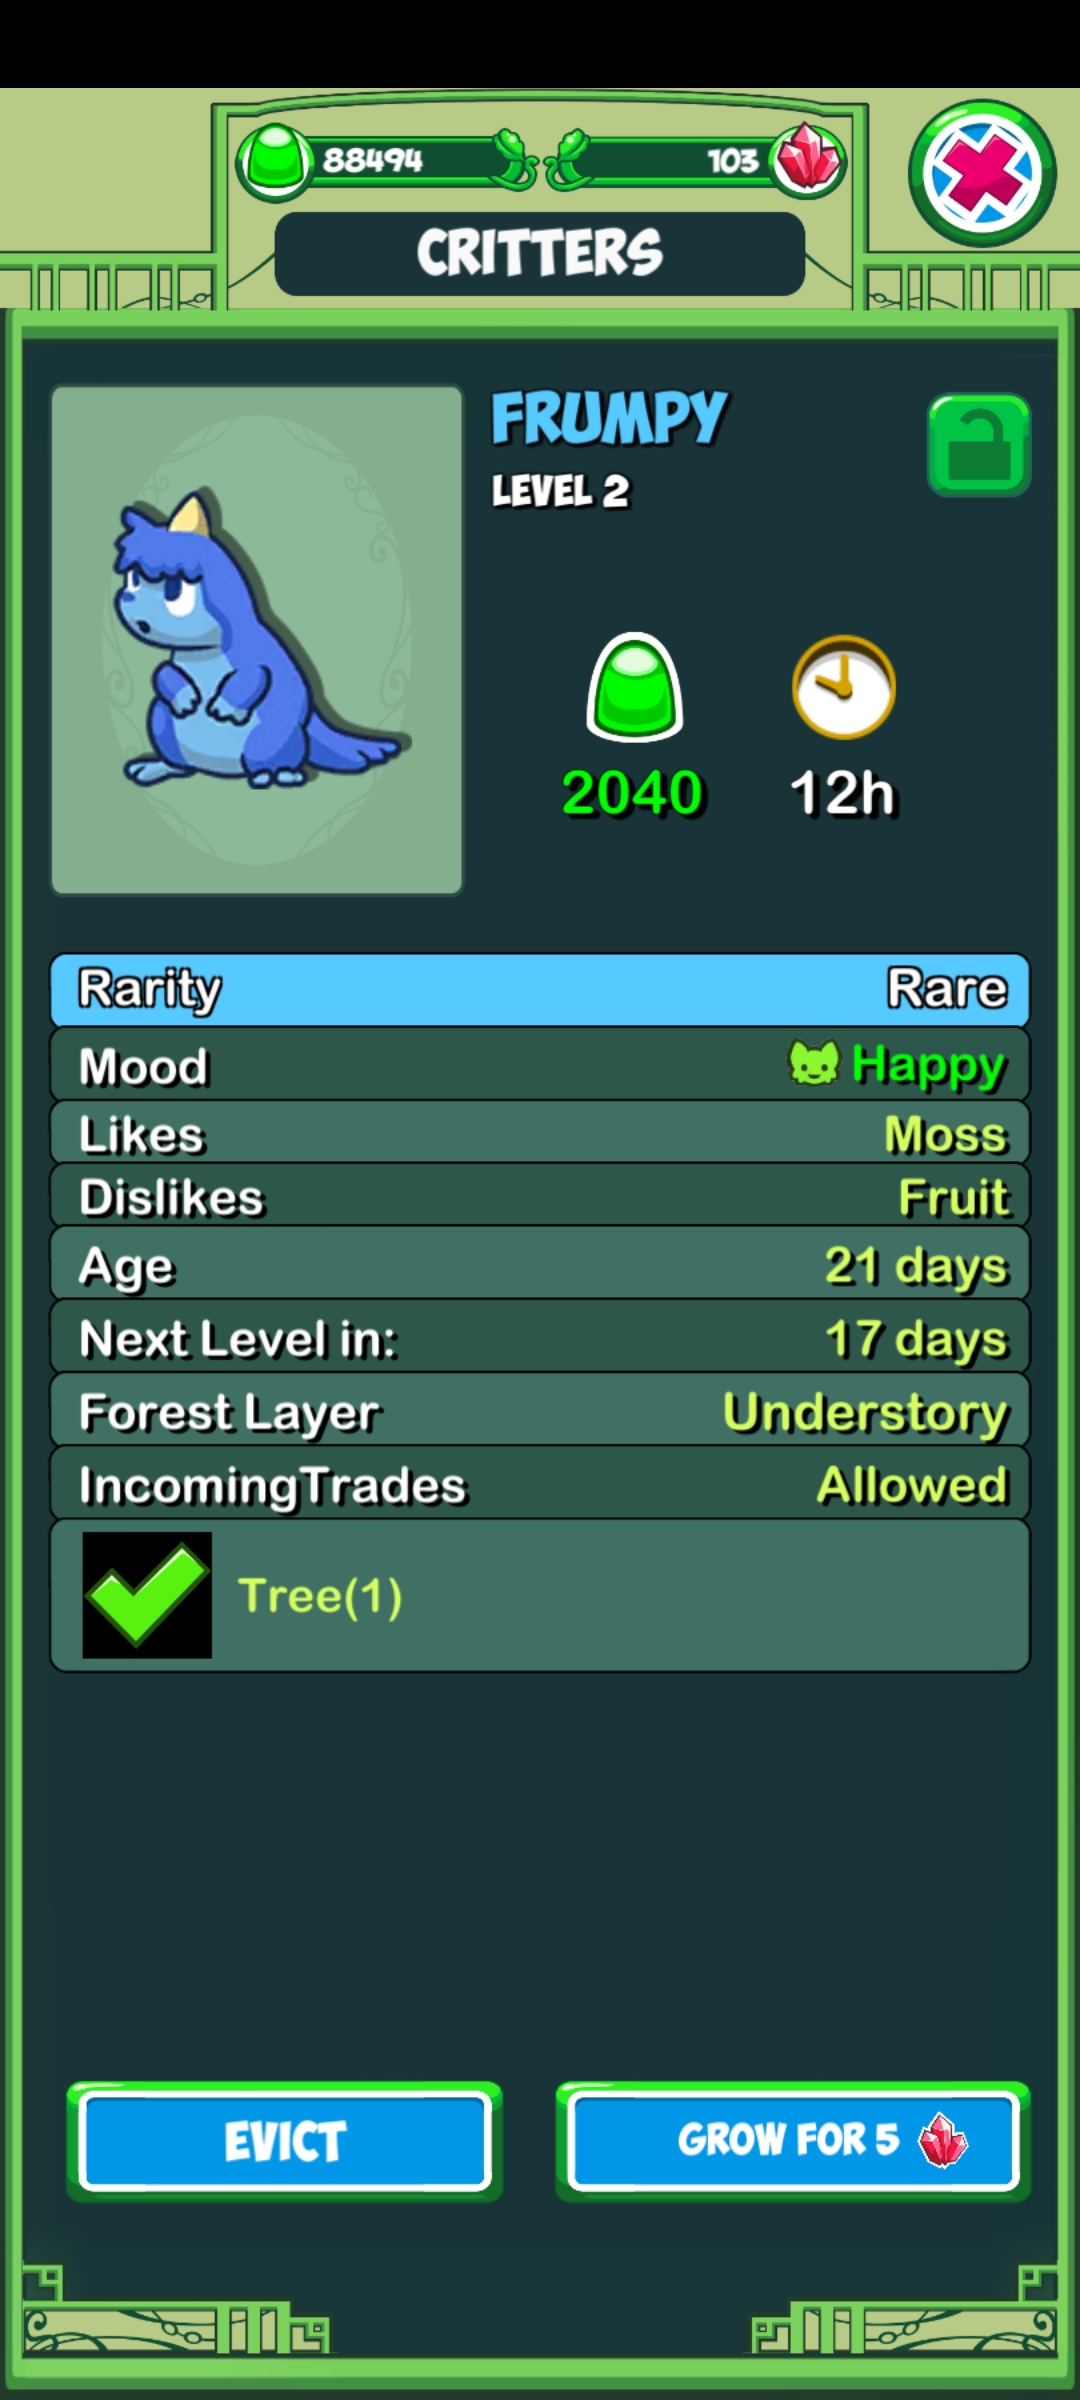 88494
103
CRITTERS
FRUMPY
LEVEL 2
2040
12h
Rarity Rare
Mood Happy
Likes Moss
Dislikes Fruit
Age 21 days
Next Level in: 17 days
Forest Layer Understory
IncomingTrades Allowed
Tree(1)
EVICT
GROW FOR 5